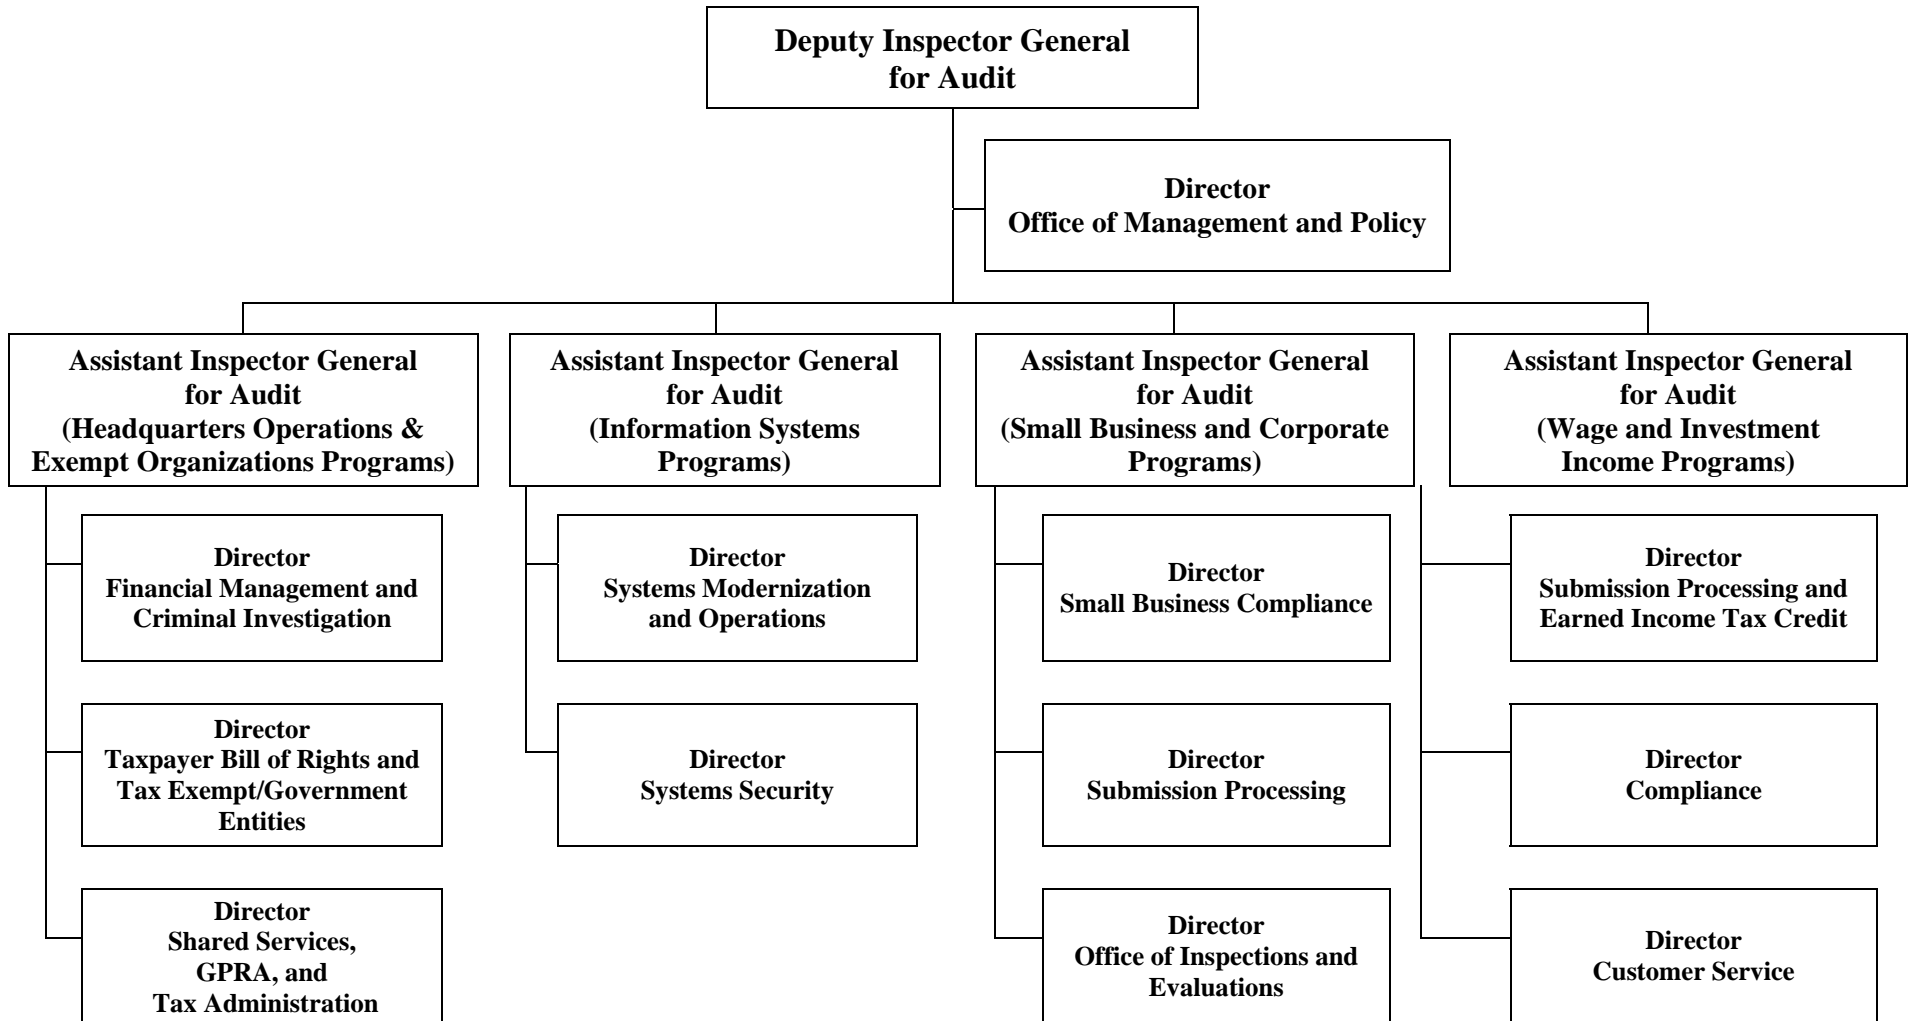 Deputy Inspector General
for Audit
Director
Office of Management and Policy
Assistant Inspector General
for Audit
(Headquarters Operations &
Exempt Organizations Programs)
Assistant Inspector General
for Audit
(Information Systems
Programs)
Assistant Inspector General
for Audit
(Small Business and Corporate
Programs)
Assistant Inspector General
for Audit
(Wage and Investment
Income Programs)
Director
Financial Management and
Criminal Investigation
Director
Systems Modernization
and Operations
Director
Small Business Compliance
Director
Submission Processing and
Earned Income Tax Credit
Director
Taxpayer Bill of Rights and
Tax Exempt/Government
Entities
Director
Systems Security
Director
Submission Processing
Director
Compliance
Director
Shared Services,
GPRA, and
Tax Administration
Director
Office of Inspections and
Evaluations
Director
Customer Service